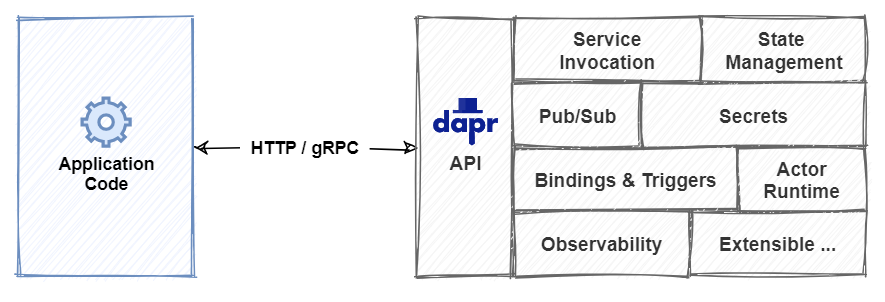 Application
Code
HTTP / gRPC
dapr
API
Service
Invocation
State
Management
Pub/Sub
Secrets
Bindings & Triggers
Actor
Runtime
Observability
Extensible ...